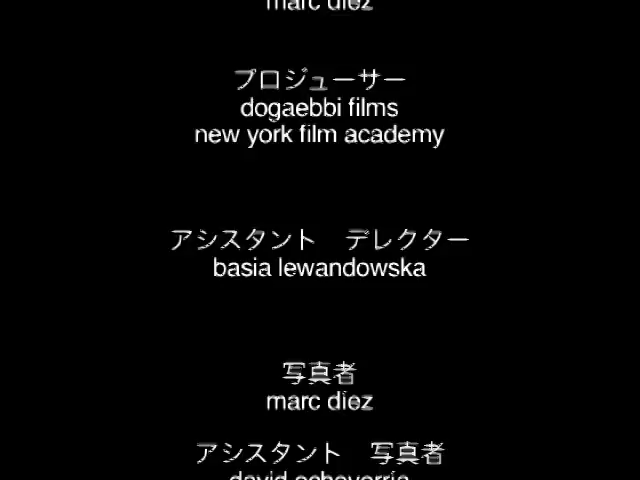 marc diez
プロジューサー
dogaebbi films
new york film academy
アシスタント　デレクター
basia lewandowska
写真者
marc diez
アシスタント　写真者
david echeverria